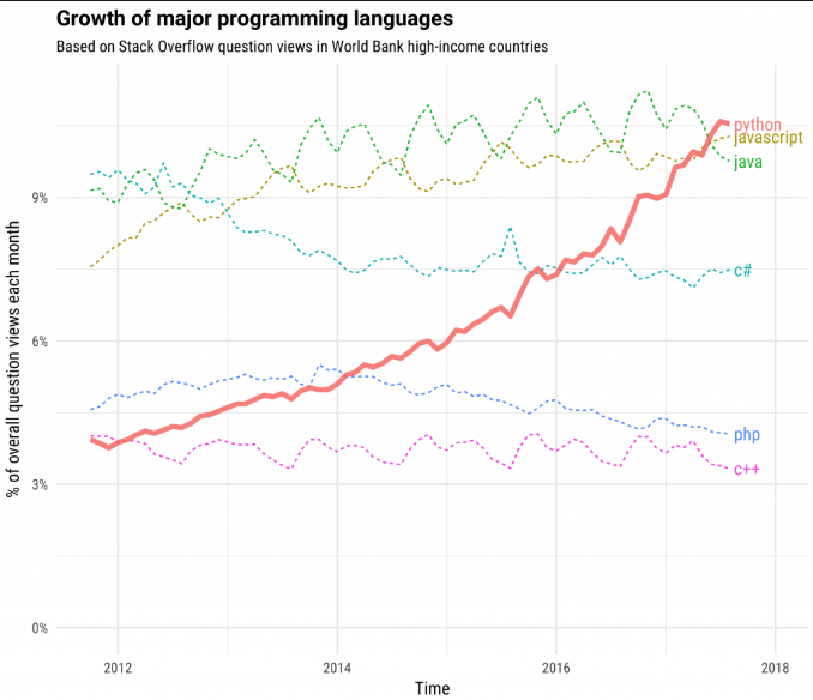 Growth of major programming languages
Based on Stack Overflow question views in World Bank high-income countries
% of overall question views each month
9%
6%
3%
0%
python
javascript
java
c#
php
c++
2012
2014
2016
2018
Time